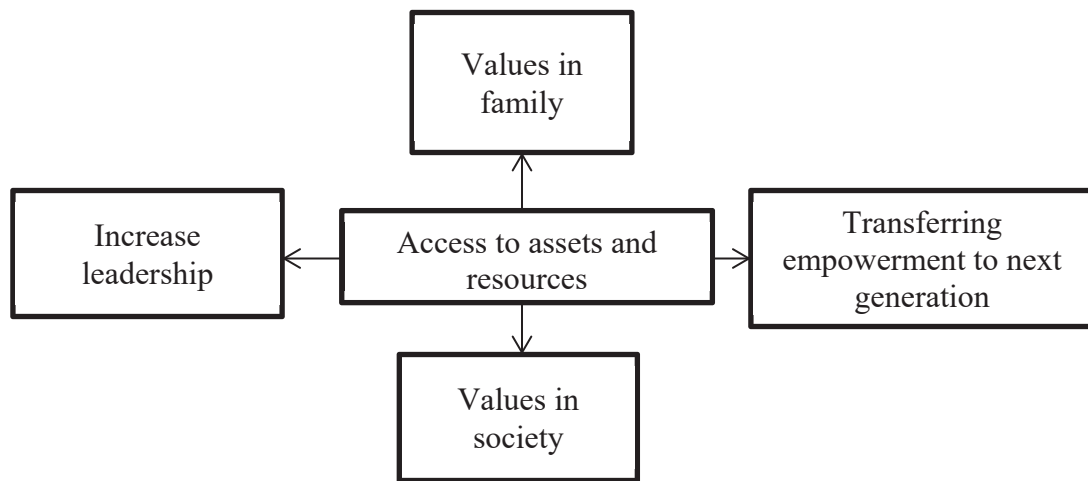 Values in
family
Increase
leadership
Access to assets and
resources
Transferring
empowerment to next
generation
Values in
society